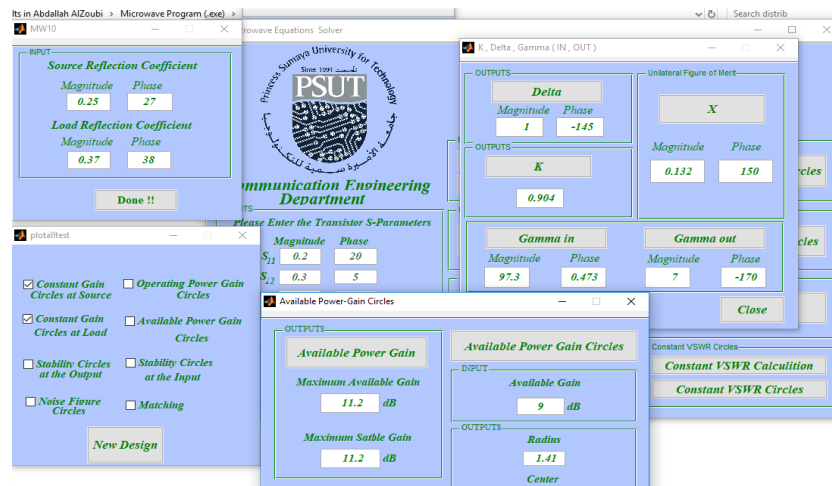 lts in Abdallah AlZoubi > Microwave Program (.exe) >
Search distrib
MW10
INPUT
Source Reflection Coefficient
Magnitude Phase
0.25 27
Load Reflection Coefficient
Magnitude Phase
0.37 38
Done !!
rowave Equations Solver
Princess Sumaya University for Technology
Since 1991
PSUT
mmunication Engineering
Department
Please Enter the Transistor S-Parameters
Magnitude Phase
S11 0.2 20
S12 0.3 5
K , Delta , Gamma ( IN , OUT )
OUTPUTS
Delta
Magnitude Phase
1 -145
OUTPUTS
K
0.904
Unilateral Figure of Merit
X
Magnitude Phase
0.132 150
Gamma in
Magnitude Phase
97.3 0.473
Gamma out
Magnitude Phase
7 -170
Close
rcles
cles
plotalltest
Constant Gain
Circles at Source
Operating Power Gain
Circles
Constant Gain
Circles at Load
Available Power Gain
Circles
Stability Circles
at the Output
Stability Circles
at the Input
Noise Figure
Circles
Matching
New Design
Available Power-Gain Circles
OUTPUTS
Available Power Gain
Maximum Available Gain
11.2 dB
Maximum Satble Gain
11.2 dB
Available Power Gain Circles
INPUT
Available Gain
9 dB
OUTPUTS
Radius
1.41
Center
Constant VSWR Circles
Constant VSWR Calculition
Constant VSWR Circles